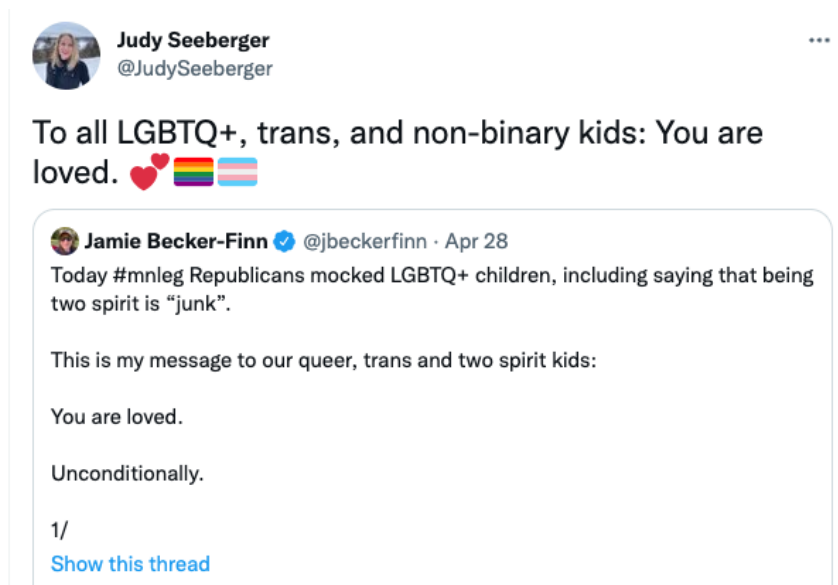 Judy Seeberger
@JudySeeberger
To all LGBTQ+, trans, and non-binary kids: You are
loved. 💕🏳️‍🌈🏳️‍⚧️
Jamie Becker-Finn @jbeckerfinn · Apr 28
Today #mnleg Republicans mocked LGBTQ+ children, including saying that being
two spirit is “junk”.
This is my message to our queer, trans and two spirit kids:
You are loved.
Unconditionally.
1/
Show this thread